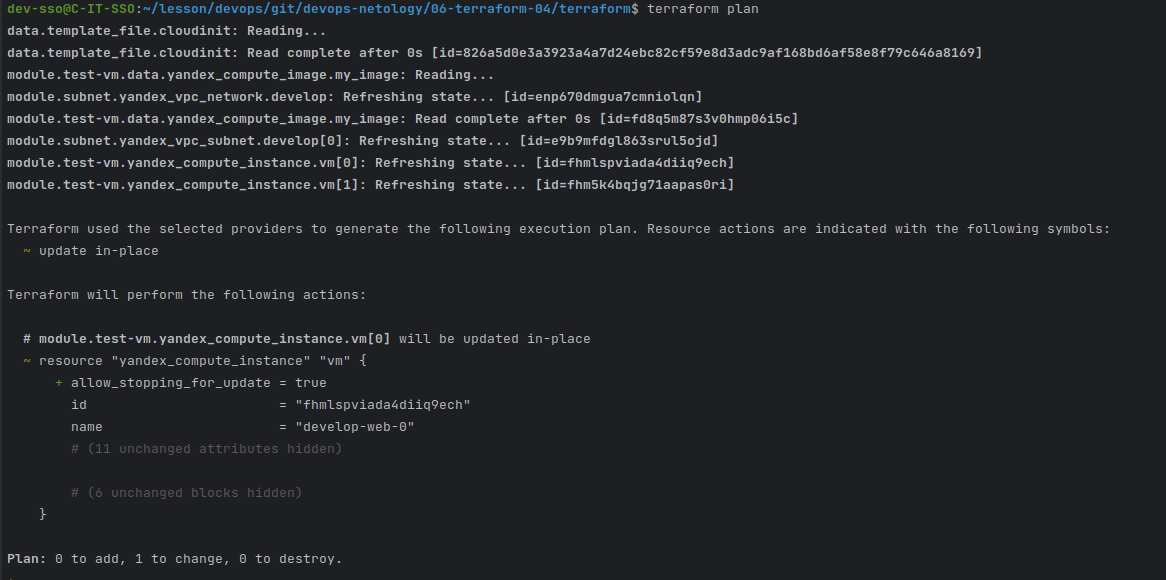 dev-sso@C-IT-SSO:~/lesson/devops/git/devops-netology/06-terraform-04/terraform$ terraform plan
data.template_file.cloudinit: Reading...
data.template_file.cloudinit: Read complete after 0s [id=826a5d0e3a3923a4a7d24ebc82cf59e8d3adc9af168bd6af58e8f79c646a8169]
module.test-vm.data.yandex_compute_image.my_image: Reading...
module.subnet.yandex_vpc_network.develop: Refreshing state... [id=enp670dmgua7cmniolqn]
module.test-vm.data.yandex_compute_image.my_image: Read complete after 0s [id=fd8q5m87s3v0hmp06i5c]
module.subnet.yandex_vpc_subnet.develop[0]: Refreshing state... [id=e9b9mfdgl863srul5ojd]
module.test-vm.yandex_compute_instance.vm[0]: Refreshing state... [id=fhmlspviada4diiq9ech]
module.test-vm.yandex_compute_instance.vm[1]: Refreshing state... [id=fhm5k4bqjg71aapas0ri]
Terraform used the selected providers to generate the following execution plan. Resource actions are indicated with the following symbols:
  ~ update in-place
Terraform will perform the following actions:
  # module.test-vm.yandex_compute_instance.vm[0] will be updated in-place
  ~ resource "yandex_compute_instance" "vm" {
      + allow_stopping_for_update = true
        id                        = "fhmlspviada4diiq9ech"
        name                      = "develop-web-0"
        # (11 unchanged attributes hidden)
        # (6 unchanged blocks hidden)
    }
Plan: 0 to add, 1 to change, 0 to destroy.